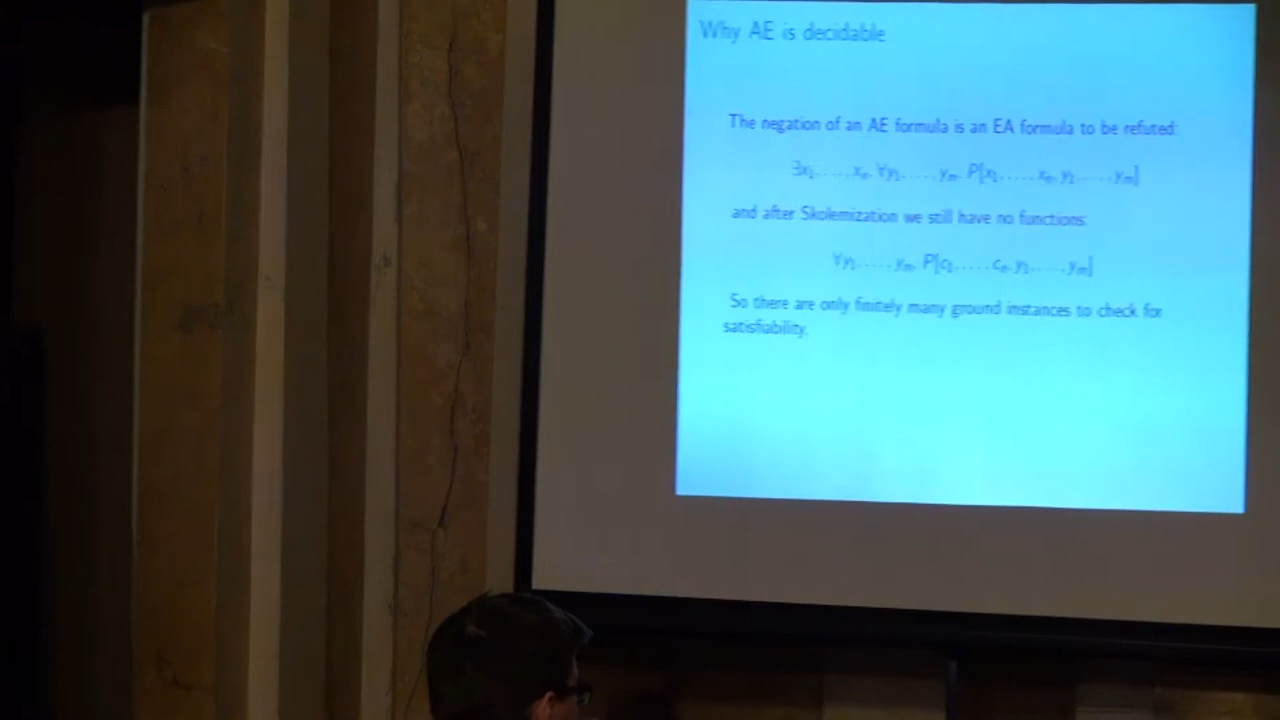 Why AE is decidable
The negation of an AE formula is an EA formula to be refuted:
∃x₁, . . . , xₙ. ∀y₁, . . . , yₘ. P[x₁, . . . , xₙ, y₁, . . . , yₘ]
and after Skolemization we still have no functions:
∀y₁, . . . , yₘ. P[c₁, . . . , cₙ, y₁, . . . , yₘ]
So there are only finitely many ground instances to check for
satisfiability.